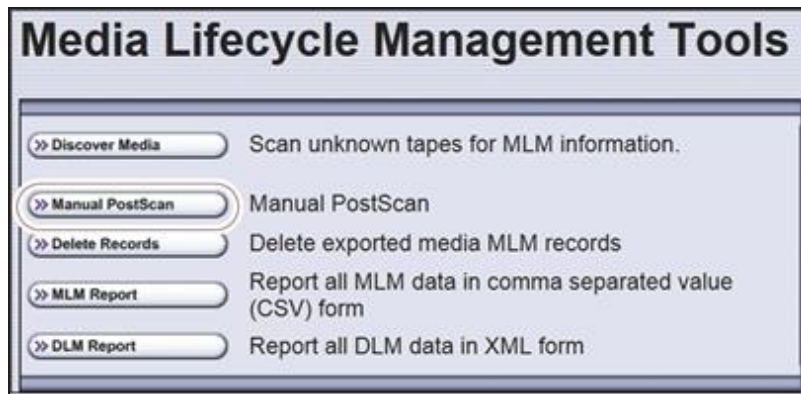 Media Lifecycle Management Tools
» Discover Media Scan unknown tapes for MLM information.
» Manual PostScan Manual PostScan
» Delete Records Delete exported media MLM records
» MLM Report Report all MLM data in comma separated value
(CSV) form
» DLM Report Report all DLM data in XML form